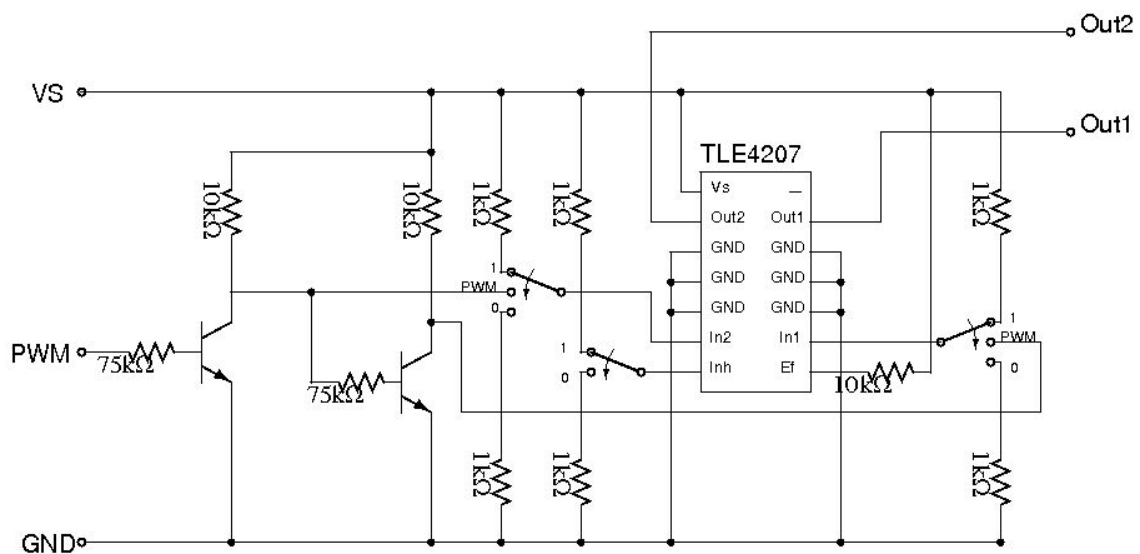 Out2
VS
Out1
TLE4207
10kΩ
10kΩ
1kΩ
1kΩ
1kΩ
Vs
—
Out2
Out1
GND
GND
GND
GND
GND
GND
In2
In1
Inh
Ef
1
PWM
0
1
0
1
PWM
0
PWM
75kΩ
75kΩ
10kΩ
1kΩ
1kΩ
1kΩ
GND